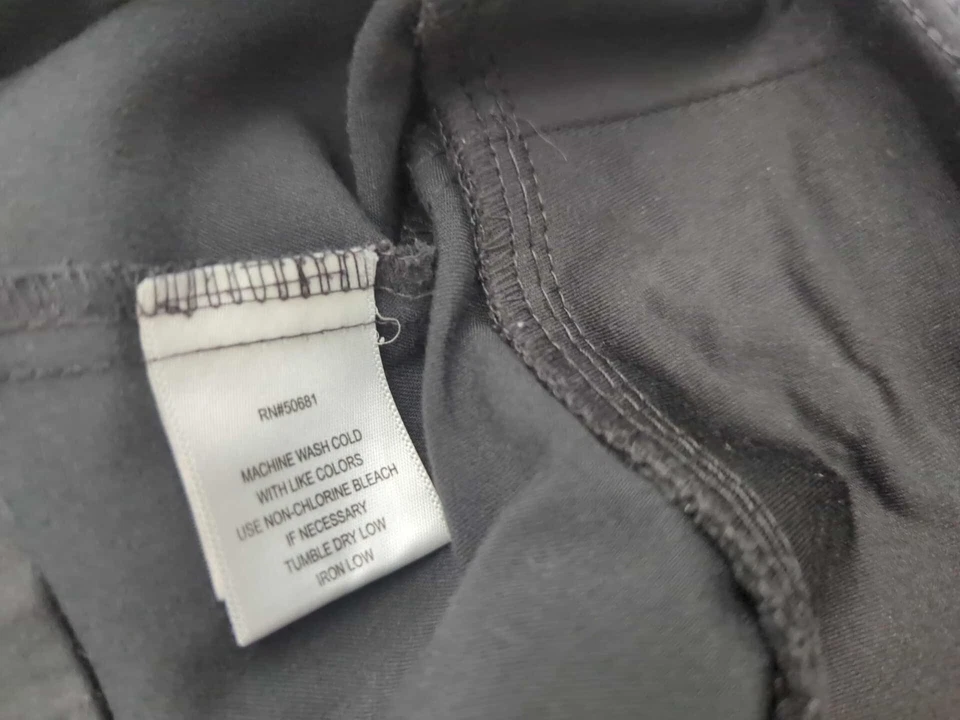 RN#50681
MACHINE WASH COLD
WITH LIKE COLORS
USE NON-CHLORINE BLEACH
IF NECESSARY
TUMBLE DRY LOW
IRON LOW